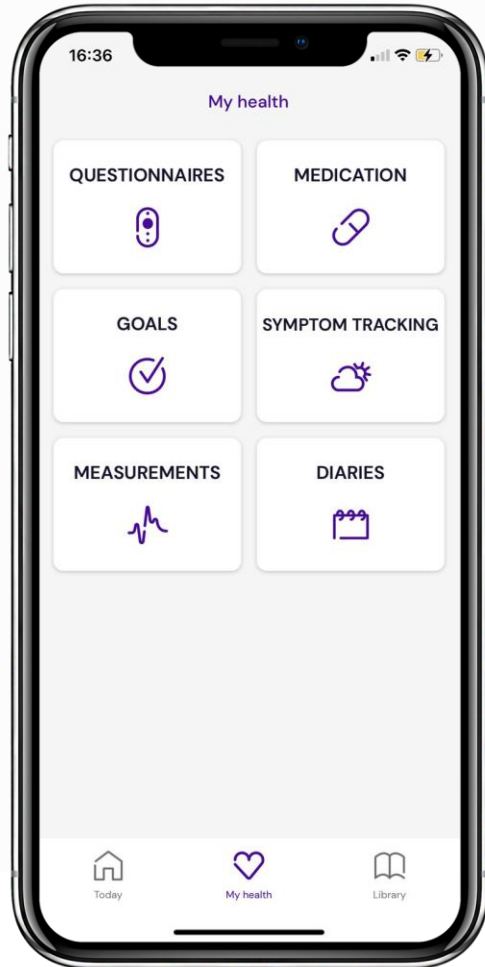 16:36
My health
QUESTIONNAIRES
MEDICATION
GOALS
SYMPTOM TRACKING
MEASUREMENTS
DIARIES
Today
My health
Library